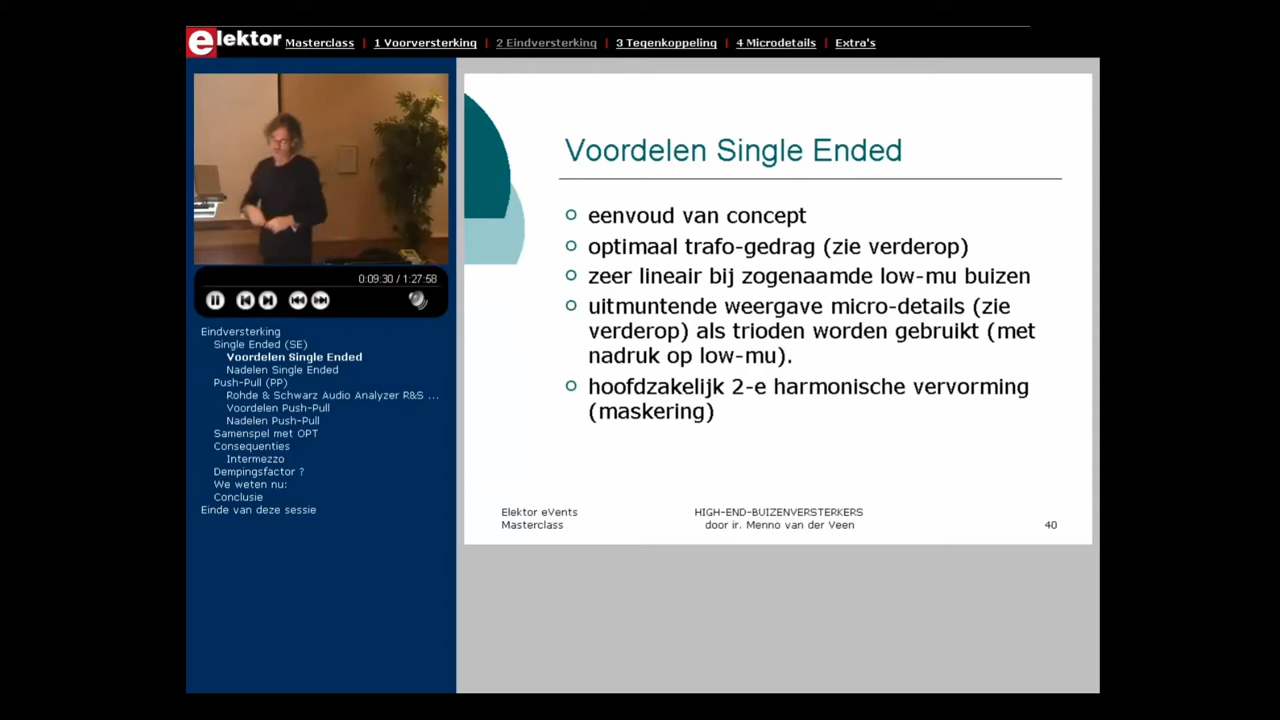 elektor Masterclass | 1 Voorversterking | 2 Eindversterking | 3 Tegenkoppeling | 4 Microdetails | Extra's
0:09:30 / 1:27:58
Eindversterking
Single Ended (SE)
Voordelen Single Ended
Nadelen Single Ended
Push-Pull (PP)
Rohde & Schwarz Audio Analyzer R&S ...
Voordelen Push-Pull
Nadelen Push-Pull
Samenspel met OPT
Consequenties
Intermezzo
Dempingsfactor ?
We weten nu:
Conclusie
Einde van deze sessie
Voordelen Single Ended
eenvoud van concept
optimaal trafo-gedrag (zie verderop)
zeer lineair bij zogenaamde low-mu buizen
uitmuntende weergave micro-details (zie
verderop) als trioden worden gebruikt (met
nadruk op low-mu).
hoofdzakelijk 2-e harmonische vervorming
(maskering)
Elektor eVents
Masterclass
HIGH-END-BUIZENVERSTERKERS
door ir. Menno van der Veen
40